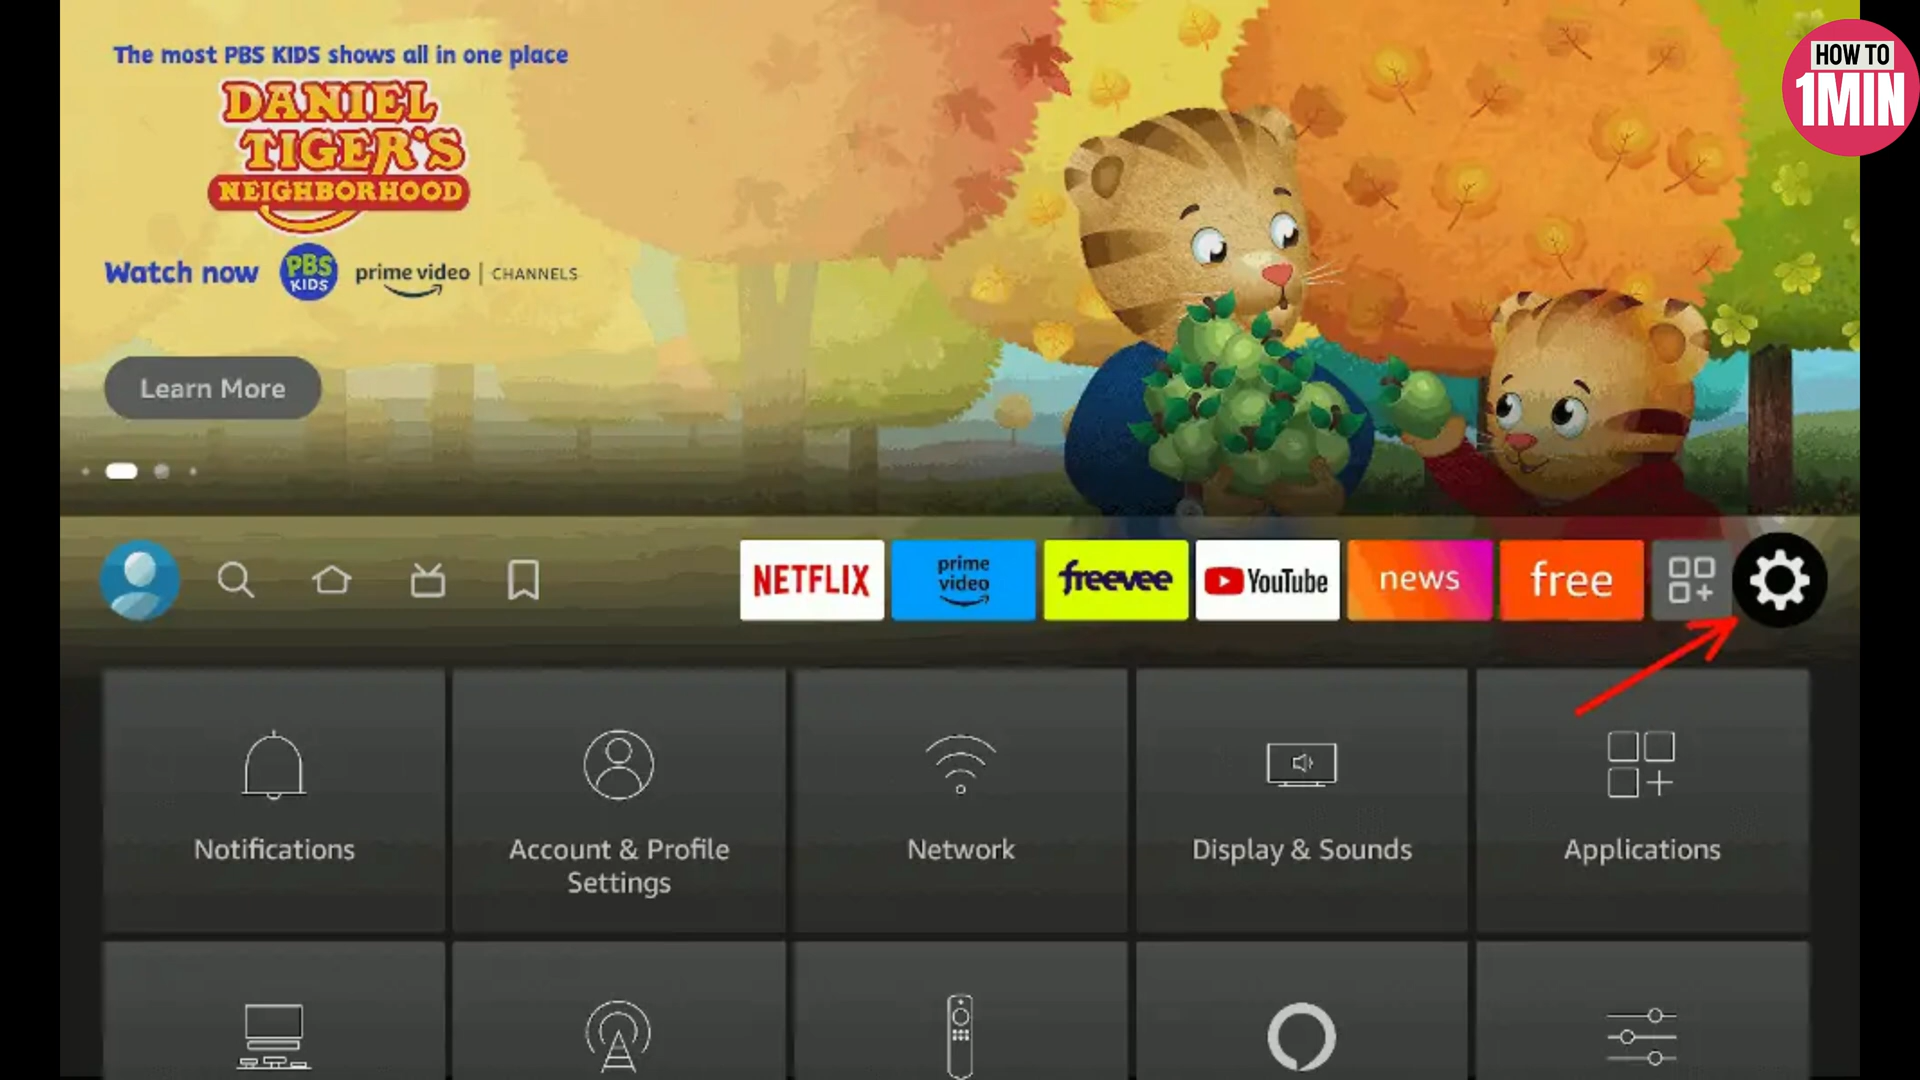 The most PBS KIDS shows all in one place
DANIEL
TIGER'S
NEIGHBORHOOD
Watch now PBS KIDS prime video | CHANNELS
Learn More
HOW TO
1MIN
NETFLIX
prime video
freevee
YouTube
news
free
Notifications
Account & Profile
Settings
Network
Display & Sounds
Applications